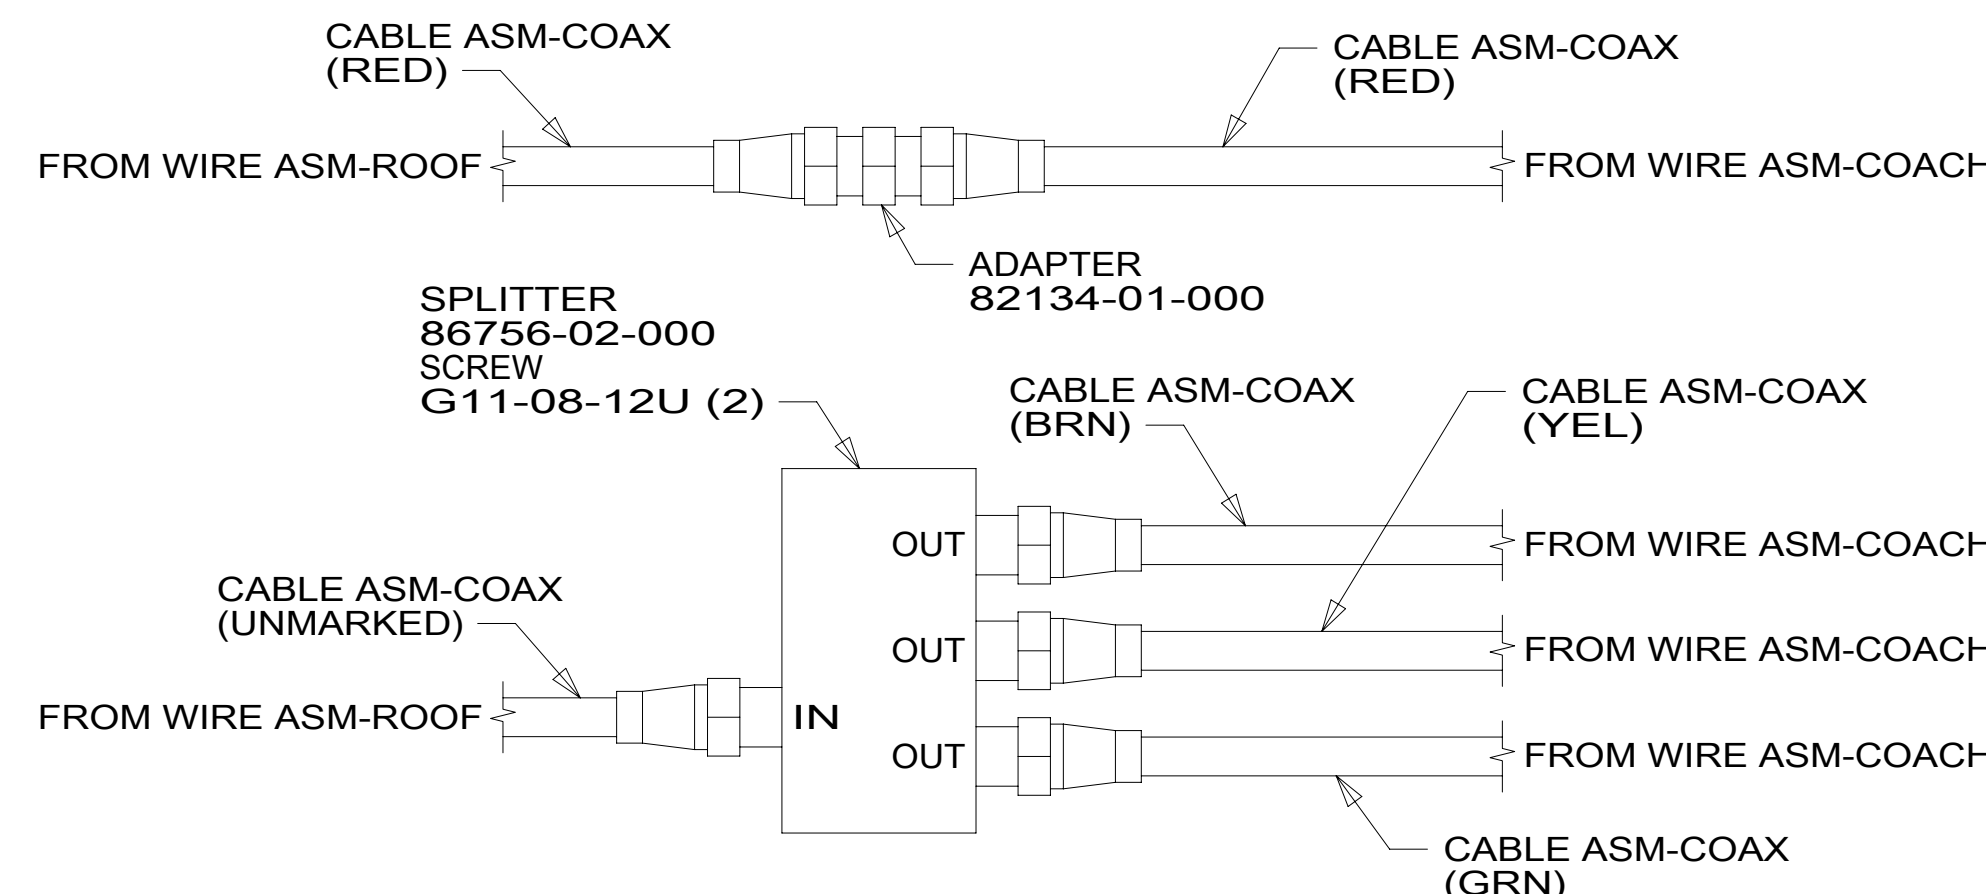 CABLE ASM-COAX
(RED)
CABLE ASM-COAX
(RED)
FROM WIRE ASM-ROOF
FROM WIRE ASM-COACH
ADAPTER
82134-01-000
SPLITTER
86756-02-000
SCREW
G11-08-12U (2)
CABLE ASM-COAX
(BRN)
CABLE ASM-COAX
(YEL)
OUT
FROM WIRE ASM-COACH
CABLE ASM-COAX
(UNMARKED)
OUT
FROM WIRE ASM-COACH
FROM WIRE ASM-ROOF
IN
OUT
FROM WIRE ASM-COACH
CABLE ASM-COAX
(GRN)